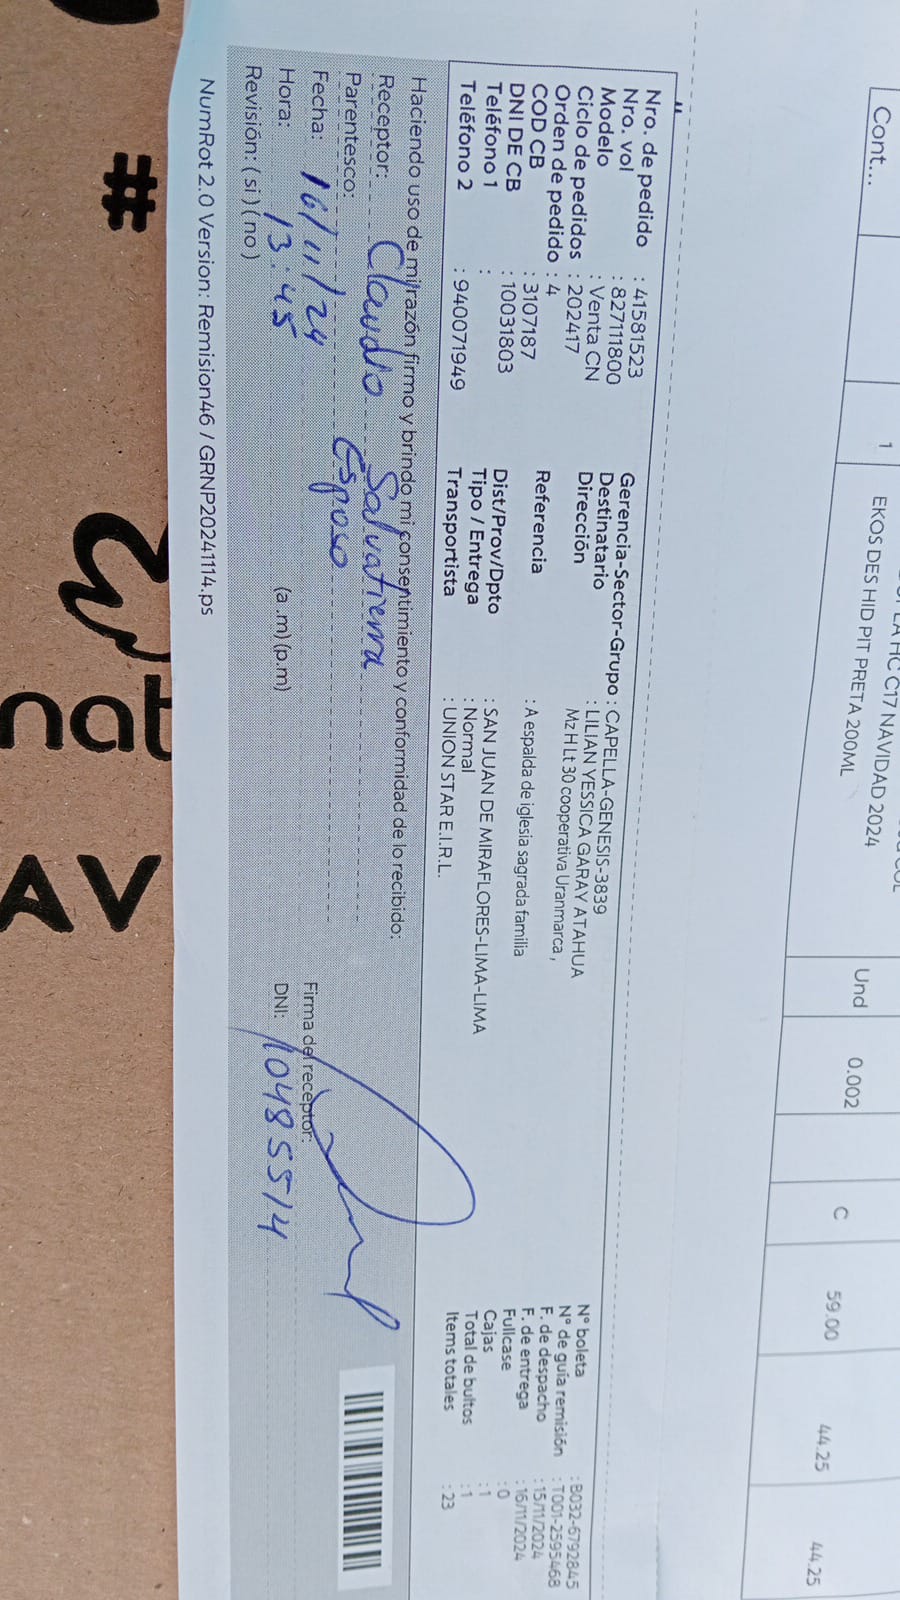 Cont...
1
EKOS DES HID PIT PRETA 200ML
C17 NAVIDAD 2024
Und
0.002
C
59.00
44.25
44.25
Nro. de pedido : 41581523
Nro. vol : 827111800
Modelo : Venta CN
Ciclo de pedidos : 202417
Orden de pedido : 4
COD CB : 3107187
DNI DE CB : 10031803
Teléfono 1 :
Teléfono 2 : 940071949
Gerencia-Sector-Grupo : CAPELLA-GENESIS-3839
Destinatario : LILIAN YESSICA GARAY ATAHUA
Dirección Mz H Lt 30 cooperativa Uranmarca,
Referencia : A espalda de iglesia sagrada familia
Dist/Prov/Dpto : SAN JUAN DE MIRAFLORES-LIMA-LIMA
Tipo / Entrega : Normal
Transportista : UNION STAR E.I.R.L.
N° boleta : B032-6792845
N° de guía remisión : T001-2595468
F. de despacho : 15/11/2024
F. de entrega : 16/11/2024
Fullcase : 0
Cajas : 1
Total de bultos : 1
Items totales : 23
Haciendo uso de mi razón firmo y brindo mi consentimiento y conformidad de lo recibido:
Receptor: Claudio Salvatierra
Parentesco: Esposo
Fecha: 16/11/24
Hora: 13:45 (a.m)(p.m)
Revisión: (si)(no)
Firma del receptor:
DNI: 10485514
NumRot 2.0 Version: Remision46 / GRNP20241114.ps
#
nat
AV